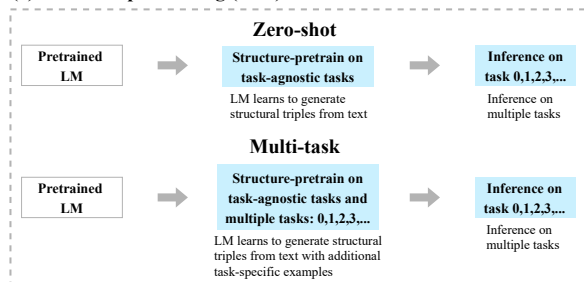 Zero-shot
Pretrained
LM
Structure-pretrain on
task-agnostic tasks
Inference on
task 0,1,2,3,...
LM learns to generate
structural triples from text
Inference on
multiple tasks
Multi-task
Pretrained
LM
Structure-pretrain on
task-agnostic tasks and
multiple tasks: 0,1,2,3,...
Inference on
task 0,1,2,3,...
LM learns to generate structural
triples from text with additional
task-specific examples
Inference on
multiple tasks